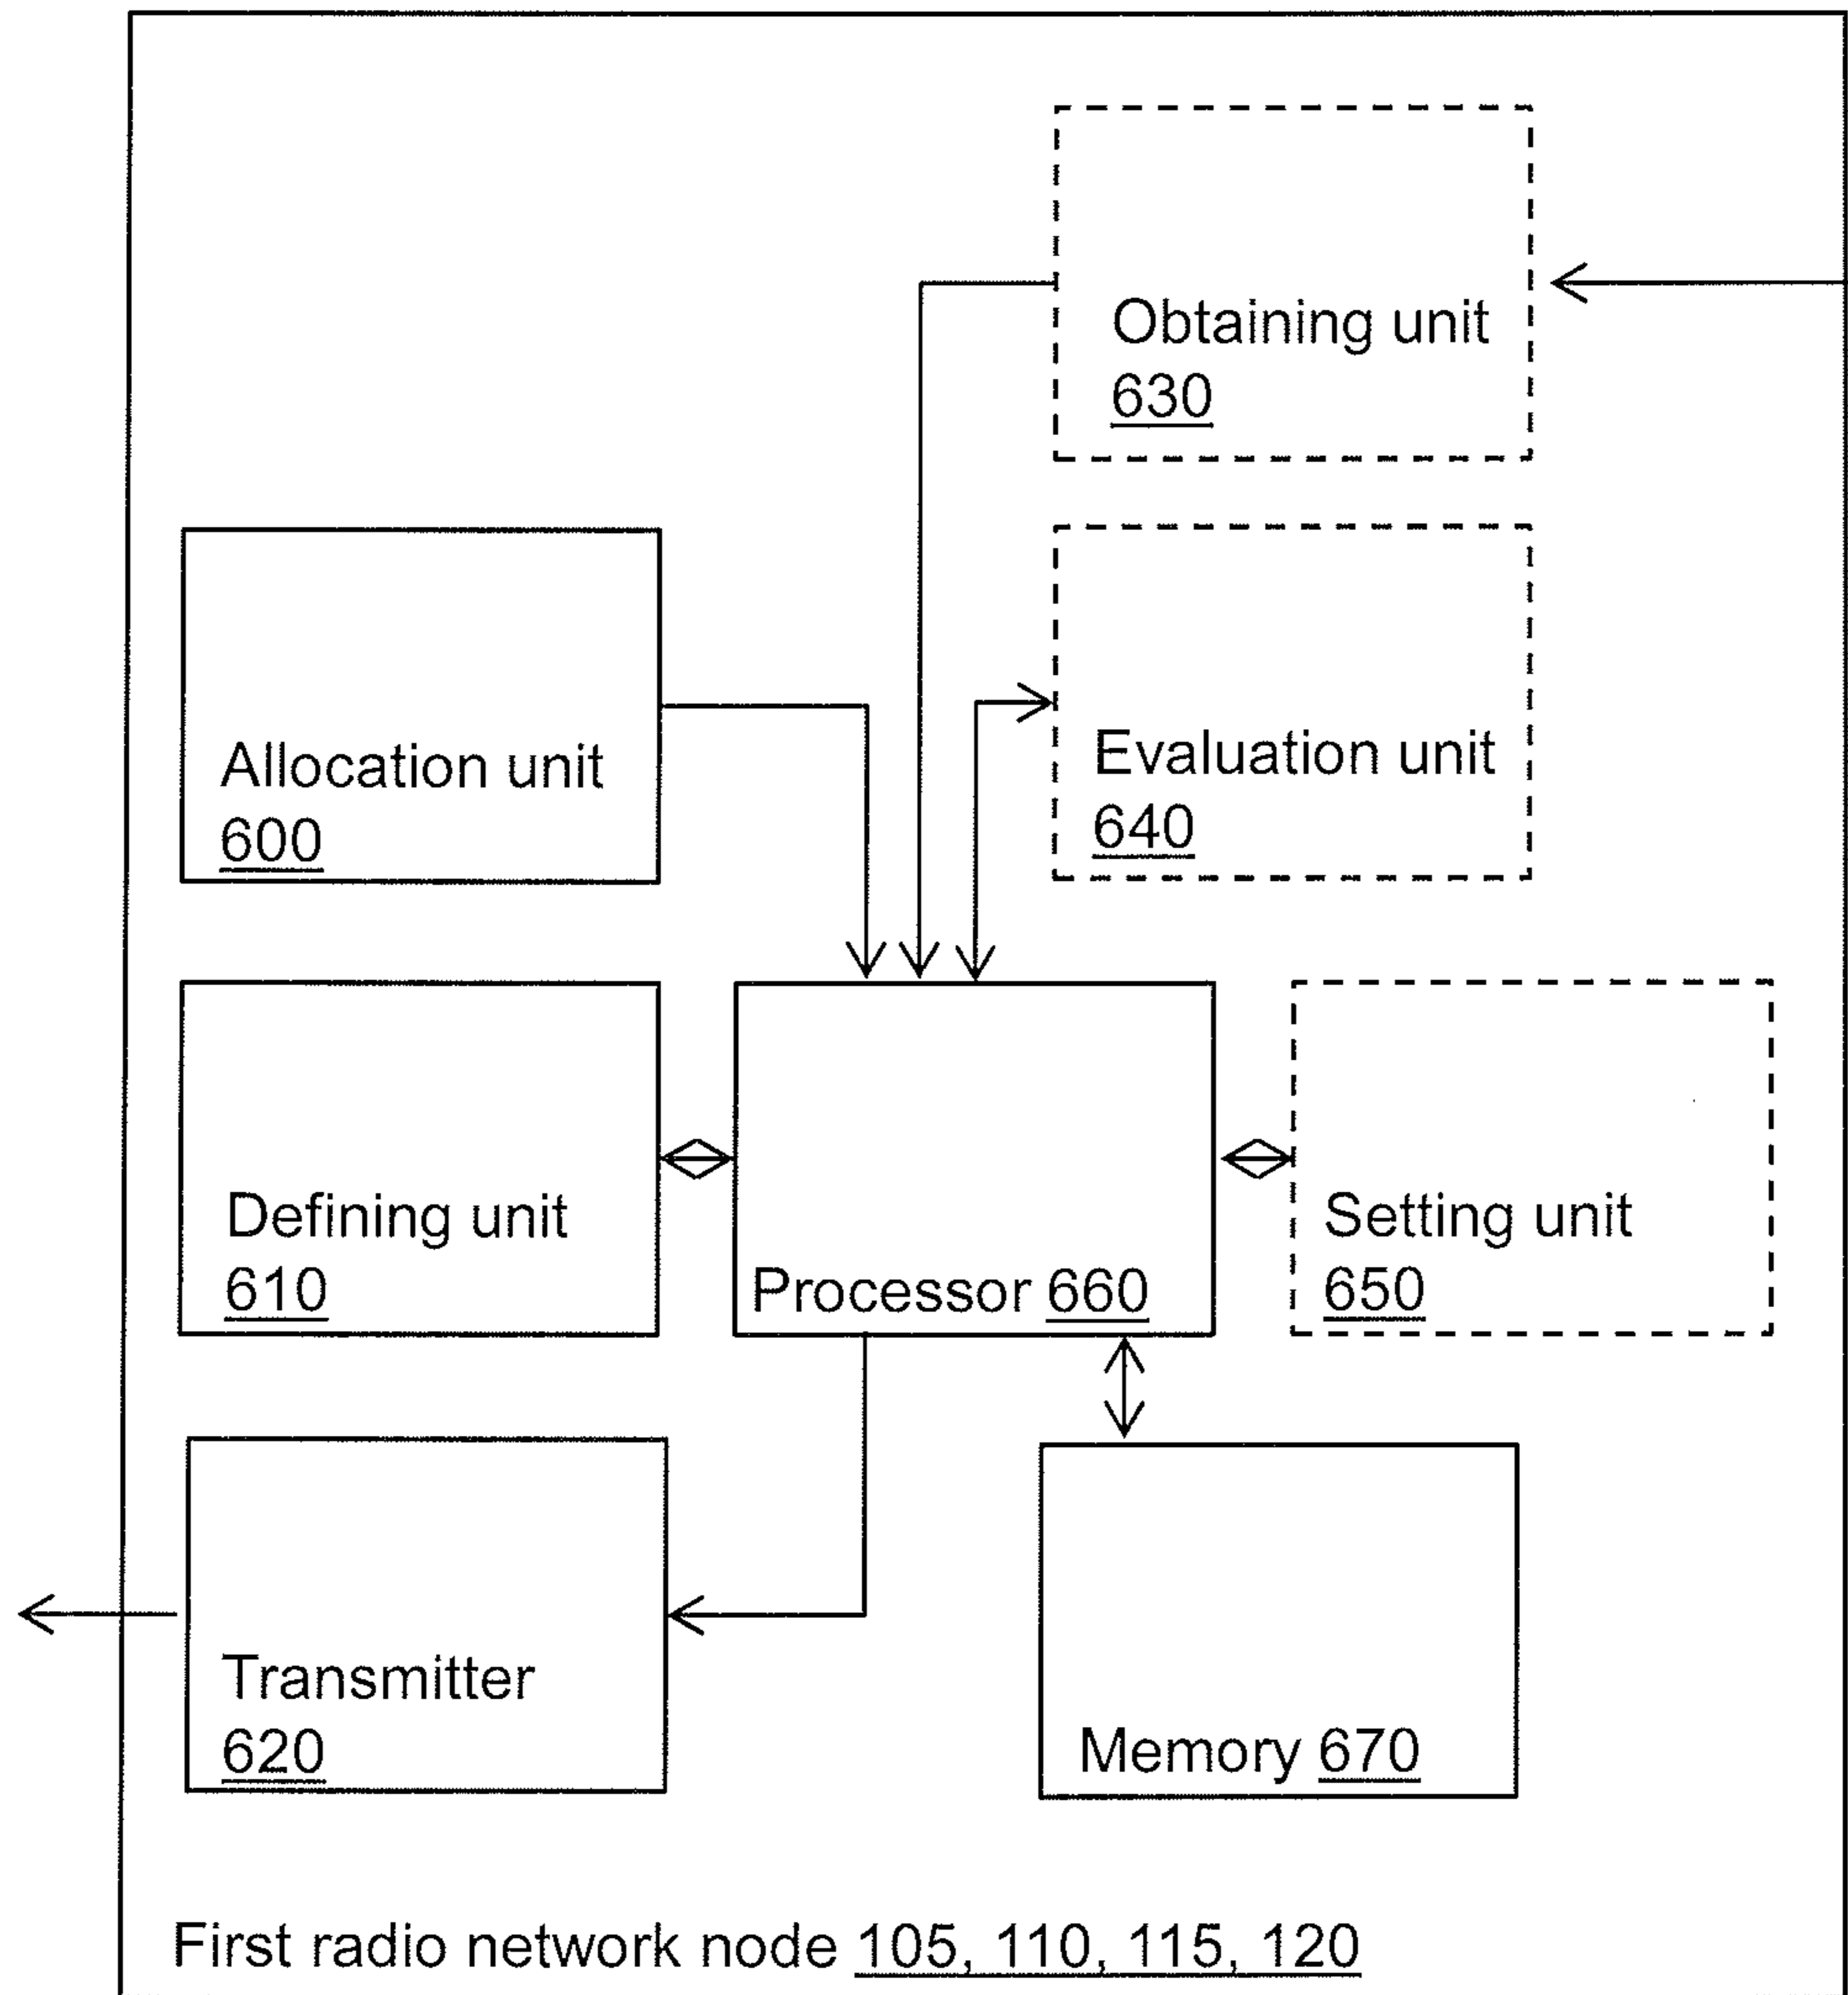 Obtaining unit
630
Allocation unit
600
Evaluation unit
640
Defining unit
610
Processor 660
Setting unit
650
Transmitter
620
Memory 670
First radio network node 105, 110, 115, 120